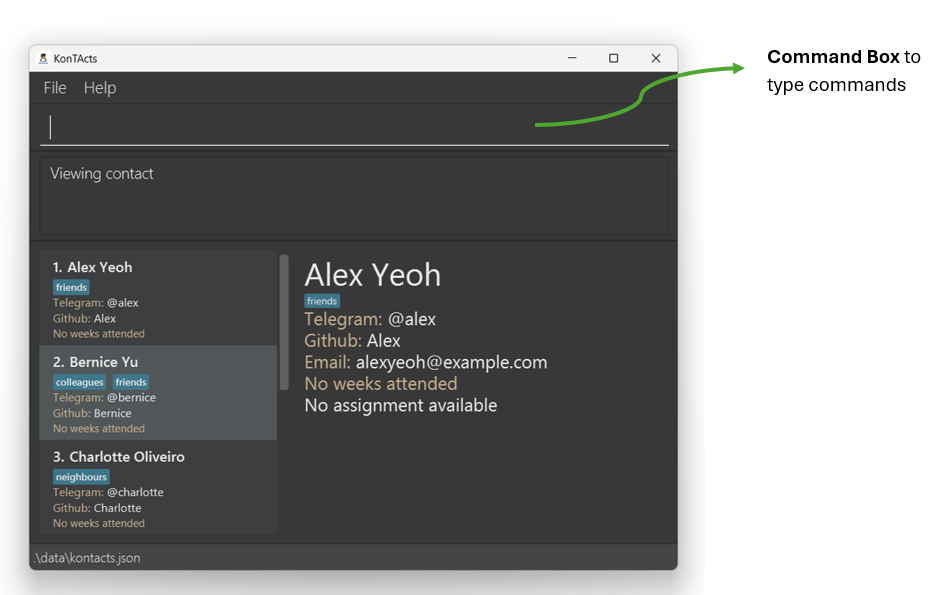 KonTActs
Command Box to
type commands
File Help
Viewing contact
1. Alex Yeoh
friends
Telegram: @alex
Github: Alex
No weeks attended
2. Bernice Yu
colleagues friends
Telegram: @bernice
Github: Bernice
No weeks attended
3. Charlotte Oliveiro
neighbours
Telegram: @charlotte
Github: Charlotte
No weeks attended
Alex Yeoh
friends
Telegram: @alex
Github: Alex
Email: alexyeoh@example.com
No weeks attended
No assignment available
.\data\kontacts.json